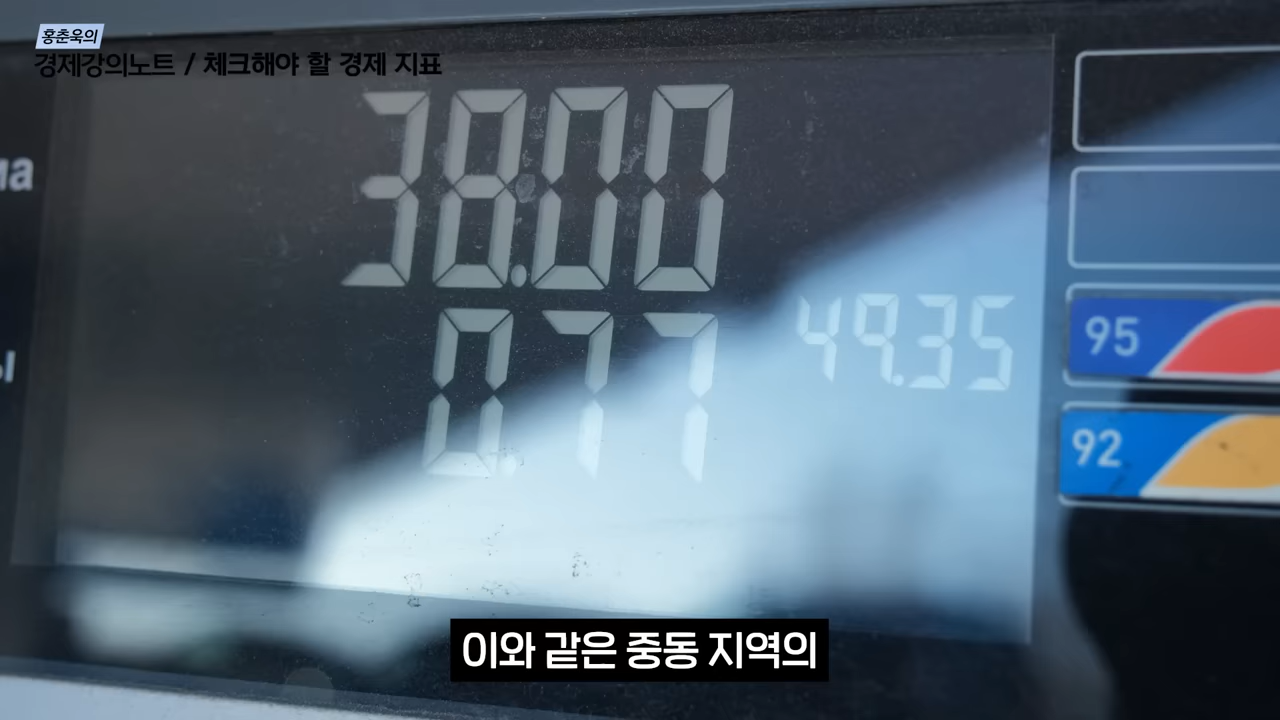 홍춘욱의
경제강의노트 / 체크해야 할 경제 지표
ма
38.00
ы
0.77
49.35
95
92
이와 같은 중동 지역의